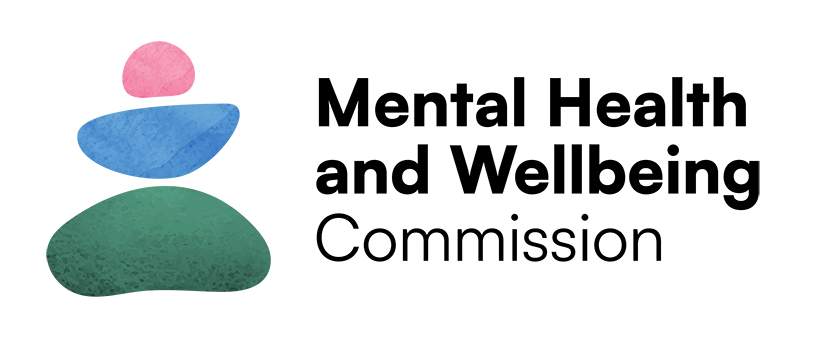 Mental Health
and Wellbeing
Commission